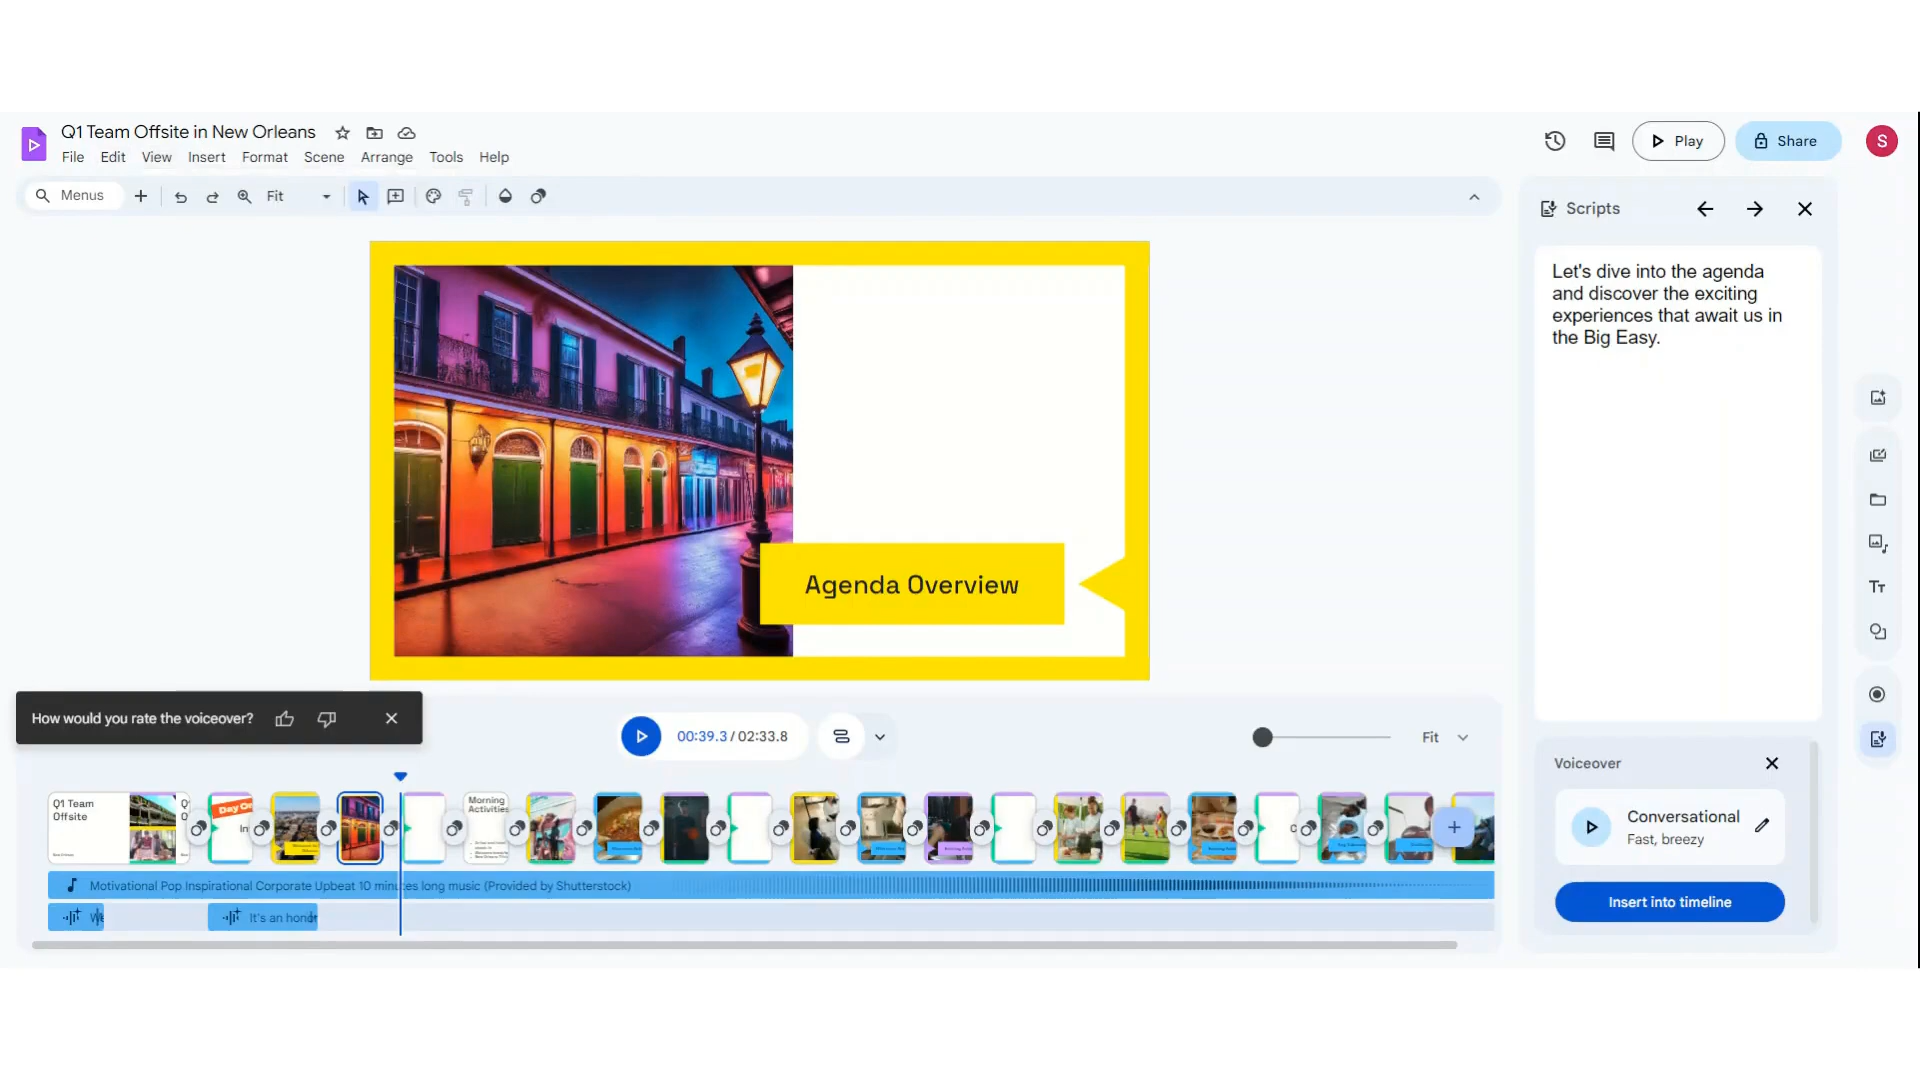 Q1 Team Offsite in New Orleans
File Edit View Insert Format Scene Arrange Tools Help
Play
Share
S
Menus
Fit
Scripts
Let's dive into the agenda
and discover the exciting
experiences that await us in
the Big Easy.
Agenda Overview
How would you rate the voiceover?
00:39.3 / 02:33.8
Fit
Voiceover
Conversational
Fast, breezy
Insert into timeline
Q1 Team
Offsite
Day
In
Morning
Activities
Motivational Pop Inspirational Corporate Upbeat 10 minutes long music (Provided by Shutterstock)
It's an